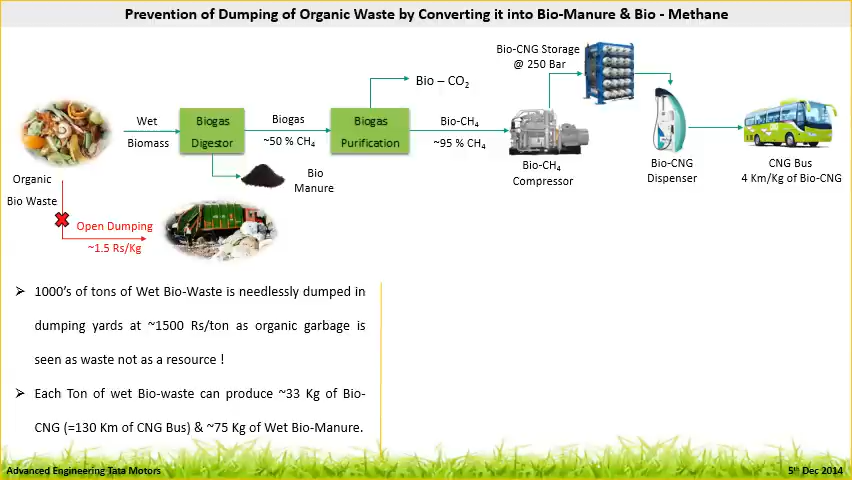 Prevention of Dumping of Organic Waste by Converting it into Bio-Manure & Bio - Methane
Bio-CNG Storage
@ 250 Bar
Bio – CO₂
Wet
Biomass
Biogas
Digestor
Biogas
~50 % CH₄
Biogas
Purification
Bio-CH₄
~95 % CH₄
Bio-CH₄
Compressor
Bio-CNG
Dispenser
CNG Bus
4 Km/Kg of Bio-CNG
Organic
Bio Waste
Bio
Manure
Open Dumping
~1.5 Rs/Kg
➢ 1000’s of tons of Wet Bio-Waste is needlessly dumped in
dumping yards at ~1500 Rs/ton as organic garbage is
seen as waste not as a resource !
➢ Each Ton of wet Bio-waste can produce ~33 Kg of Bio-
CNG (=130 Km of CNG Bus) & ~75 Kg of Wet Bio-Manure.
Advanced Engineering Tata Motors
5th Dec 2014